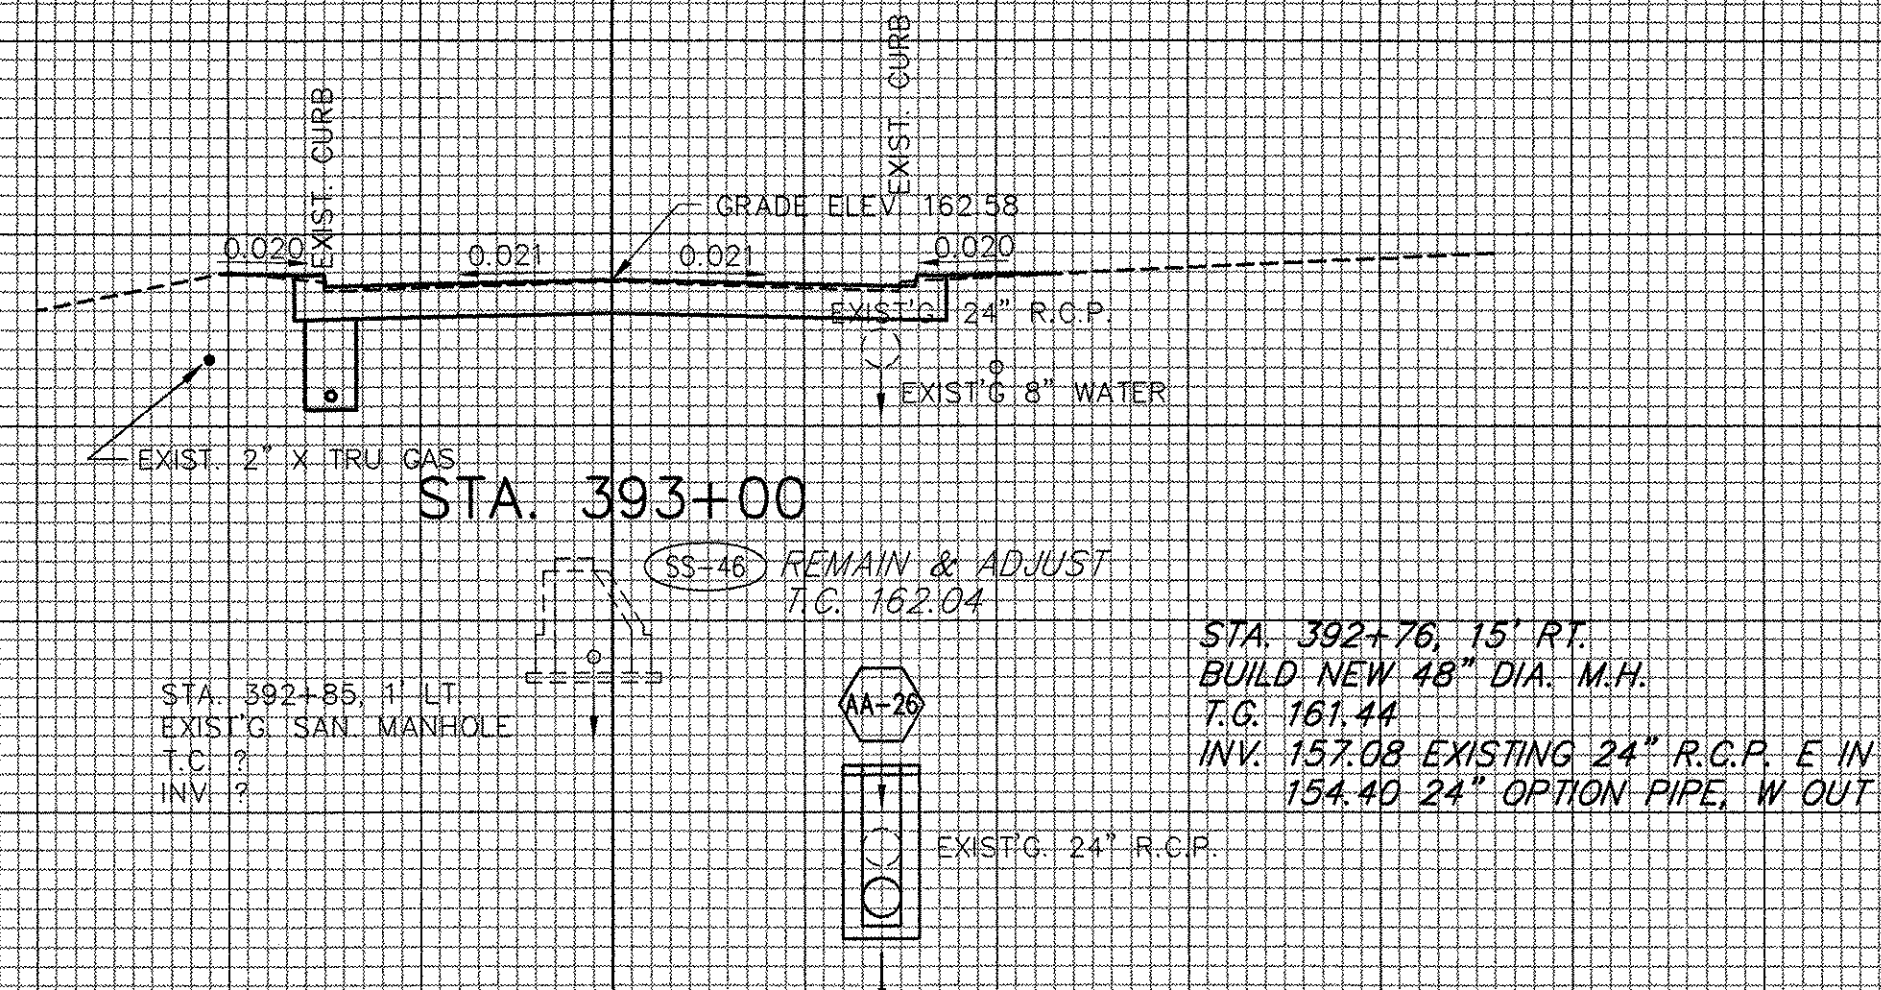 EXIST. CURB
EXIST. CURB
GRADE ELEV. 162.58
0.020
0.021
0.021
0.020
EXIST'G. 24" R.C.P.
EXIST'G 8" WATER
EXIST. 2" X TRU GAS
STA. 393+00
SS-46
REMAIN & ADJUST
T.C. 162.04
STA. 392+85, 1' LT.
EXIST'G. SAN. MANHOLE
T.C. ?
INV. ?
AA-26
STA. 392+76, 15' RT.
BUILD NEW 48" DIA. M.H.
T.G. 161.44
INV. 157.08 EXISTING 24" R.C.P. E IN
154.40 24" OPTION PIPE, W OUT
EXIST'G. 24" R.C.P.